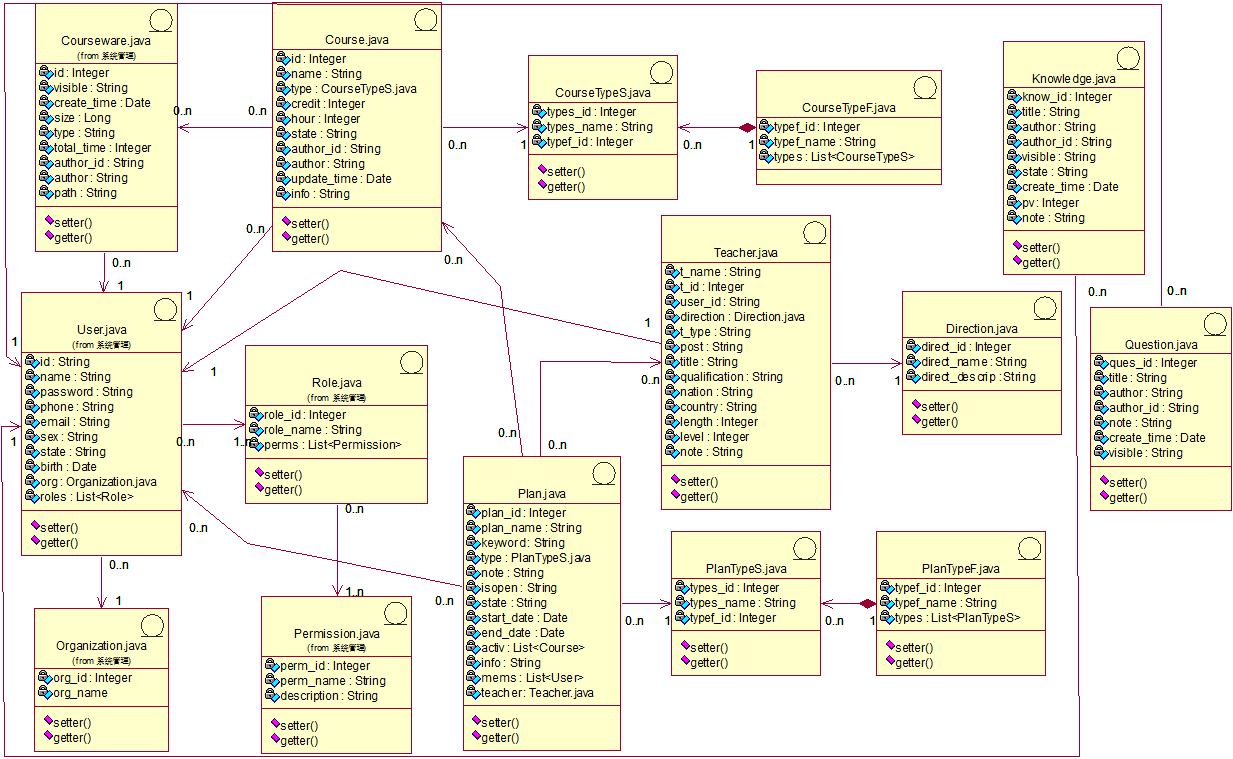 Courseware.java
(from 系统管理)
id : Integer
visible : String
create_time : Date
size : Long
type : String
total_time : Integer
author_id : String
author : String
path : String
setter()
getter()
Course.java
id : Integer
name : String
type : CourseTypeS.java
credit : Integer
hour : Integer
state : String
author_id : String
author : String
update_time : Date
info : String
setter()
getter()
0..n
0..n
CourseTypeS.java
types_id : Integer
types_name : String
typef_id : Integer
setter()
getter()
0..n
1
CourseTypeF.java
typef_id : Integer
typef_name : String
types : List<CourseTypeS>
0..n
1
Knowledge.java
know_id : Integer
title : String
author : String
author_id : String
visible : String
state : String
create_time : Date
pv : Integer
note : String
setter()
getter()
0..n
0..n
0..n
1
0..n
1
0..n
User.java
(from 系统管理)
id : String
name : String
password : String
phone : String
email : String
sex : String
state : String
birth : Date
org : Organization.java
roles : List<Role>
setter()
getter()
1
1
1
1
Role.java
(from 系统管理)
role_id : Integer
role_name : String
perms : List<Permission>
setter()
getter()
0..n
1..n
Teacher.java
t_name : String
t_id : Integer
user_id : String
direction : Direction.java
t_type : String
post : String
title : String
qualification : String
nation : String
country : String
length : Integer
level : Integer
note : String
setter()
getter()
0..n
0..n
1
Direction.java
direct_id : Integer
direct_name : String
direct_descrip : String
setter()
getter()
Question.java
ques_id : Integer
title : String
author : String
author_id : String
note : String
create_time : Date
visible : String
setter()
getter()
0..n
0..n
0..n
0..n
Plan.java
plan_id : Integer
plan_name : String
keyword : String
type : PlanTypeS.java
note : String
isopen : String
state : String
start_date : Date
end_date : Date
activ : List<Course>
info : String
mems : List<User>
teacher : Teacher.java
setter()
getter()
0..n
1
PlanTypeS.java
types_id : Integer
types_name : String
typef_id : Integer
setter()
getter()
0..n
1
PlanTypeF.java
typef_id : Integer
typef_name : String
types : List<PlanTypeS>
setter()
getter()
0..n
1
Organization.java
(from 系统管理)
org_id : Integer
org_name
setter()
getter()
0..n
1..n
Permission.java
(from 系统管理)
perm_id : Integer
perm_name : String
description : String
setter()
getter()